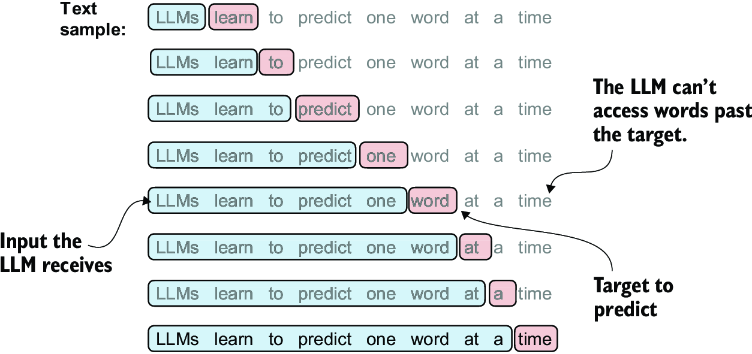 Text
sample:
LLMs learn to predict one word at a time
LLMs learn to predict one word at a time
LLMs learn to predict one word at a time
LLMs learn to predict one word at a time
LLMs learn to predict one word at a time
LLMs learn to predict one word at a time
LLMs learn to predict one word at a time
LLMs learn to predict one word at a time
The LLM can’t
access words past
the target.
Input the
LLM receives
Target to
predict